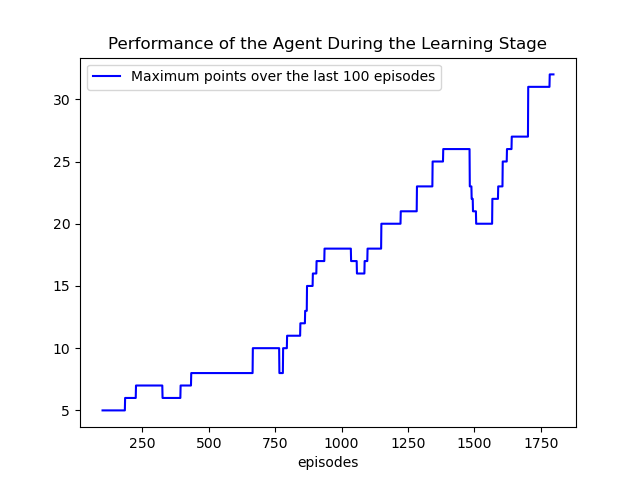 Performance of the Agent During the Learning Stage
Maximum points over the last 100 episodes
30
25
20
15
10
5
250 500 750 1000 1250 1500 1750
episodes